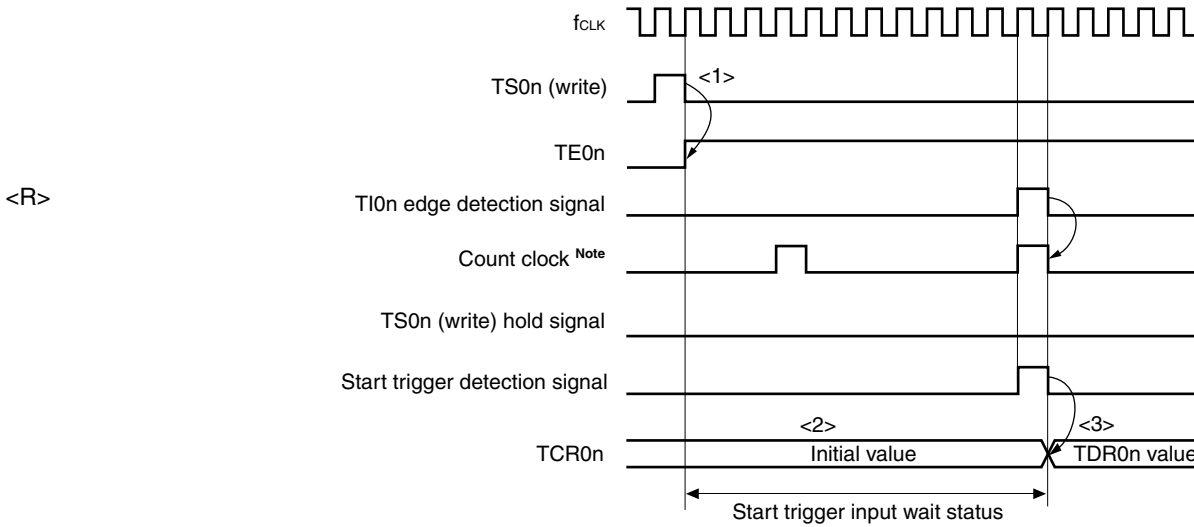 fCLK
TS0n (write)
<1>
TE0n
<R>
TI0n edge detection signal
Count clock Note
TS0n (write) hold signal
Start trigger detection signal
<2>
<3>
TCR0n
Initial value
TDR0n value
Start trigger input wait status